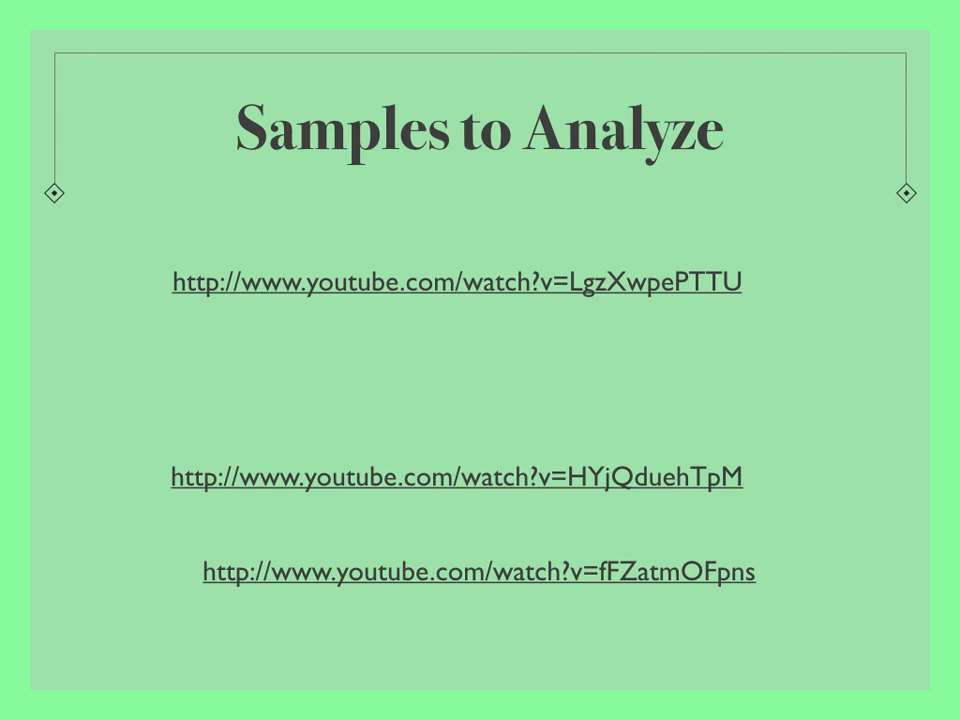 Samples to Analyze
http://www.youtube.com/watch?v=LgzXwpePTTU
http://www.youtube.com/watch?v=HYjQduehTpM
http://www.youtube.com/watch?v=fFZatmOFpns